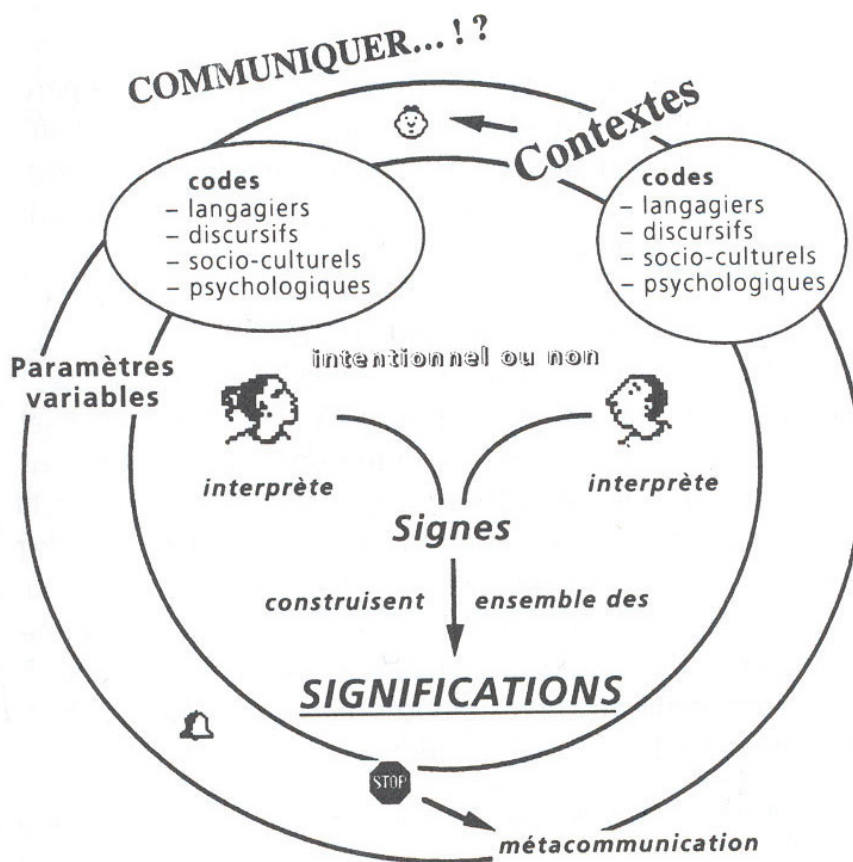 COMMUNIQUER...!?
Contextes
codes
– langagiers
– discursifs
– socio-culturels
– psychologiques
codes
– langagiers
– discursifs
– socio-culturels
– psychologiques
Paramètres
variables
intentionnel ou non
interprète
interprète
Signes
construisent
ensemble des
SIGNIFICATIONS
STOP
métacommunication